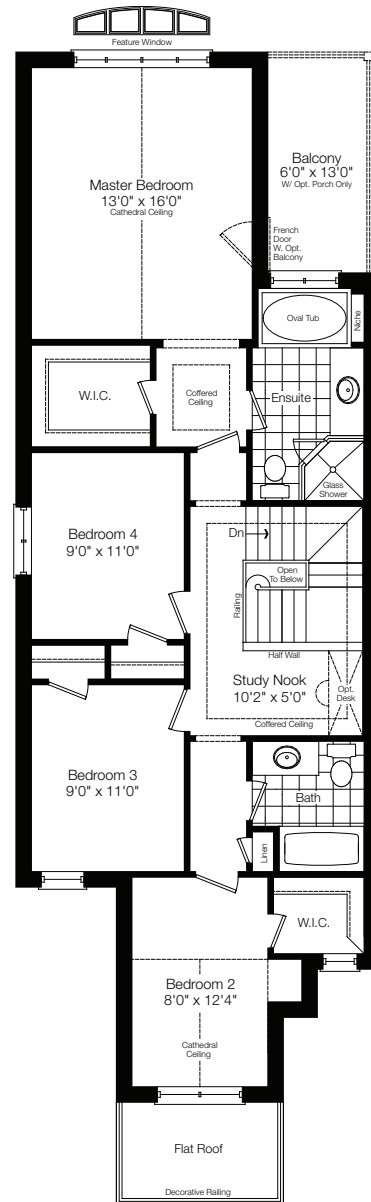 Feature Window
Master Bedroom
13'0" x 16'0"
Cathedral Ceiling
Balcony
6'0" x 13'0"
W/ Opt. Porch Only
French
Door
W. Opt.
Balcony
Oval Tub
Niche
W.I.C.
Coffered
Ceiling
Ensuite
Glass
Shower
Bedroom 4
9'0" x 11'0"
Dn
Open
To Below
Railing
Half Wall
Study Nook
10'2" x 5'0"
Opt.
Desk
Coffered Ceiling
Bedroom 3
9'0" x 11'0"
Bath
Linen
W.I.C.
Bedroom 2
8'0" x 12'4"
Cathedral
Ceiling
Flat Roof
Decorative Railing